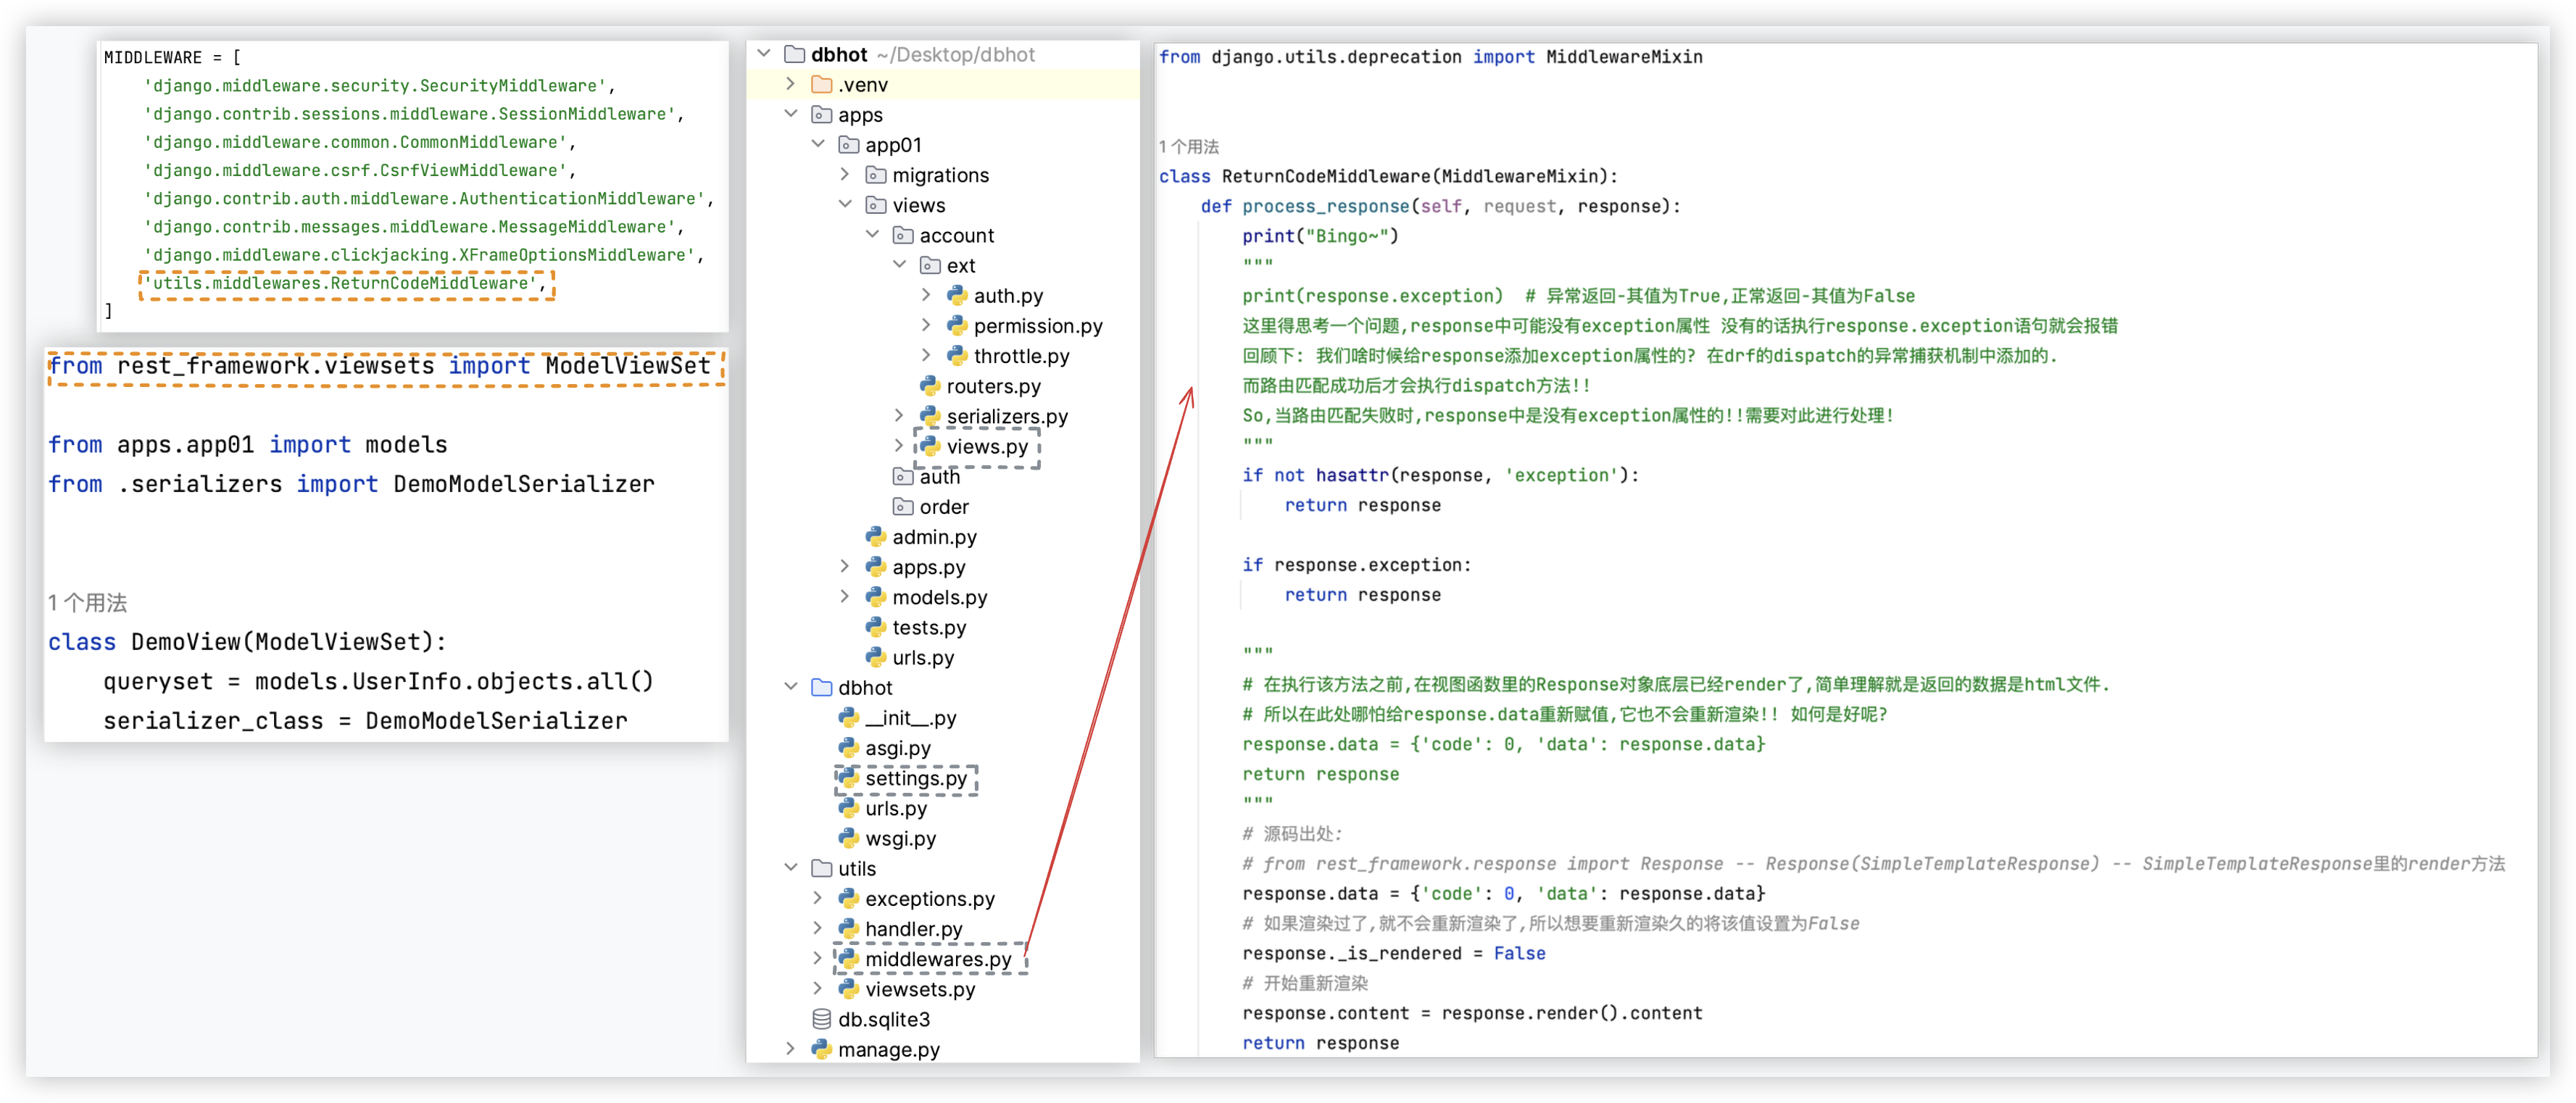 MIDDLEWARE = [
    'django.middleware.security.SecurityMiddleware',
    'django.contrib.sessions.middleware.SessionMiddleware',
    'django.middleware.common.CommonMiddleware',
    'django.middleware.csrf.CsrfViewMiddleware',
    'django.contrib.auth.middleware.AuthenticationMiddleware',
    'django.contrib.messages.middleware.MessageMiddleware',
    'django.middleware.clickjacking.XFrameOptionsMiddleware',
    'utils.middlewares.ReturnCodeMiddleware',
]
from rest_framework.viewsets import ModelViewSet
from apps.app01 import models
from .serializers import DemoModelSerializer
1 个用法
class DemoView(ModelViewSet):
    queryset = models.UserInfo.objects.all()
    serializer_class = DemoModelSerializer
dbhot ~/Desktop/dbhot
.venv
apps
app01
migrations
views
account
ext
auth.py
permission.py
throttle.py
routers.py
serializers.py
views.py
auth
order
admin.py
apps.py
models.py
tests.py
urls.py
dbhot
__init__.py
asgi.py
settings.py
urls.py
wsgi.py
utils
exceptions.py
handler.py
middlewares.py
viewsets.py
db.sqlite3
manage.py
from django.utils.deprecation import MiddlewareMixin
1 个用法
class ReturnCodeMiddleware(MiddlewareMixin):
    def process_response(self, request, response):
        print("Bingo~")
        """
        print(response.exception)  # 异常返回-其值为True,正常返回-其值为False
        这里得思考一个问题,response中可能没有exception属性 没有的话执行response.exception语句就会报错
        回顾下: 我们啥时候给response添加exception属性的? 在drf的dispatch的异常捕获机制中添加的.
        而路由匹配成功后才会执行dispatch方法!!
        So,当路由匹配失败时,response中是没有exception属性的!!需要对此进行处理!
        """
        if not hasattr(response, 'exception'):
            return response
        if response.exception:
            return response
        """
        # 在执行该方法之前,在视图函数里的Response对象底层已经render了,简单理解就是返回的数据是html文件.
        # 所以在此处哪怕给response.data重新赋值,它也不会重新渲染!! 如何是好呢?
        response.data = {'code': 0, 'data': response.data}
        return response
        """
        # 源码出处:
        # from rest_framework.response import Response -- Response(SimpleTemplateResponse) -- SimpleTemplateResponse里的render方法
        response.data = {'code': 0, 'data': response.data}
        # 如果渲染过了,就不会重新渲染了,所以想要重新渲染久的将该值设置为False
        response._is_rendered = False
        # 开始重新渲染
        response.content = response.render().content
        return response